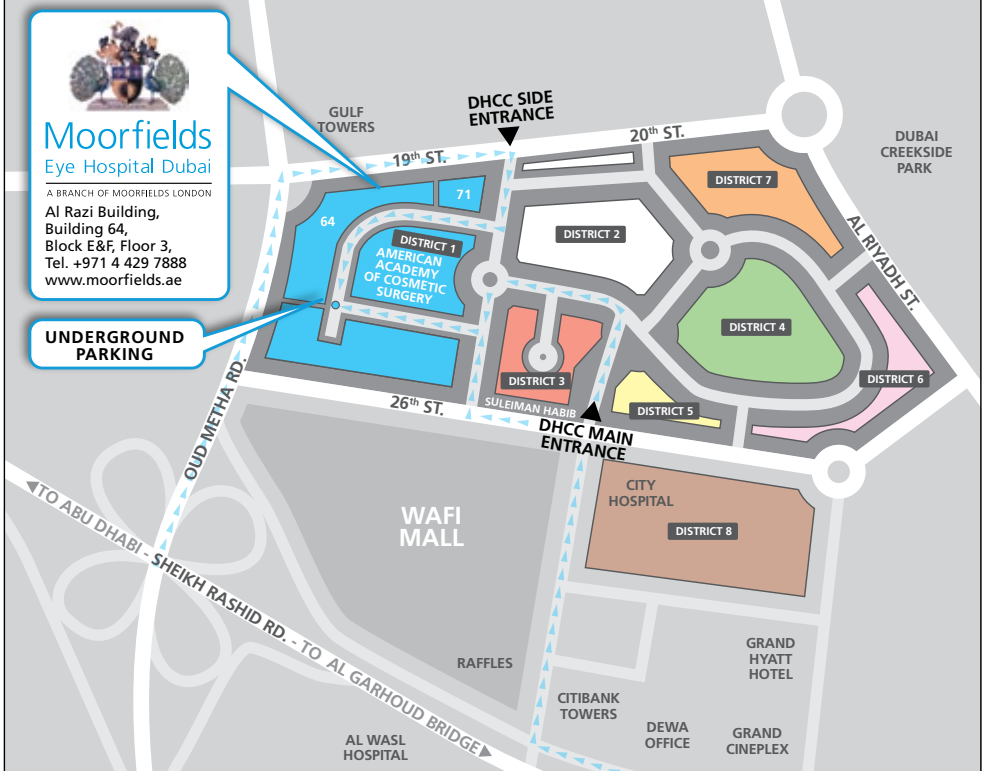 Moorfields
Eye Hospital Dubai
A BRANCH OF MOORFIELDS LONDON
Al Razi Building,
Building 64,
Block E&F, Floor 3,
Tel. +971 4 429 7888
www.moorfields.ae
UNDERGROUND
PARKING
GULF
TOWERS
DHCC SIDE
ENTRANCE
19th ST.
20th ST.
DUBAI
CREEKSIDE
PARK
AL RIYADH ST.
64
71
DISTRICT 1
AMERICAN
ACADEMY
OF COSMETIC
SURGERY
DISTRICT 2
DISTRICT 7
DISTRICT 4
DISTRICT 6
DISTRICT 3
SULEIMAN HABIB
DISTRICT 5
DHCC MAIN
ENTRANCE
26th ST.
OUD METHA RD.
WAFI
MALL
CITY
HOSPITAL
DISTRICT 8
TO ABU DHABI - SHEIKH RASHID RD. - TO AL GARHOUD BRIDGE
RAFFLES
CITIBANK
TOWERS
GRAND
HYATT
HOTEL
DEWA
OFFICE
GRAND
CINEPLEX
AL WASL
HOSPITAL